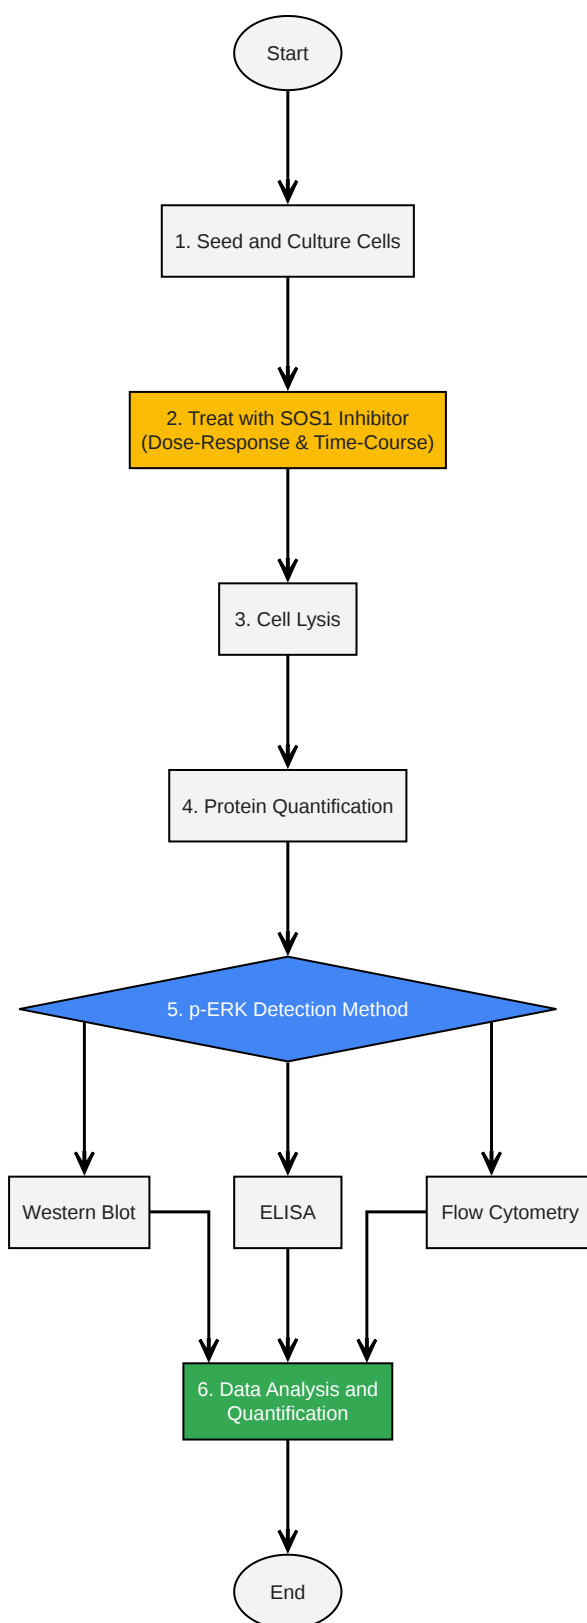 Start
1. Seed and Culture Cells
2. Treat with SOS1 Inhibitor
(Dose-Response & Time-Course)
3. Cell Lysis
4. Protein Quantification
5. p-ERK Detection Method
Western Blot
ELISA
Flow Cytometry
6. Data Analysis and
Quantification
End